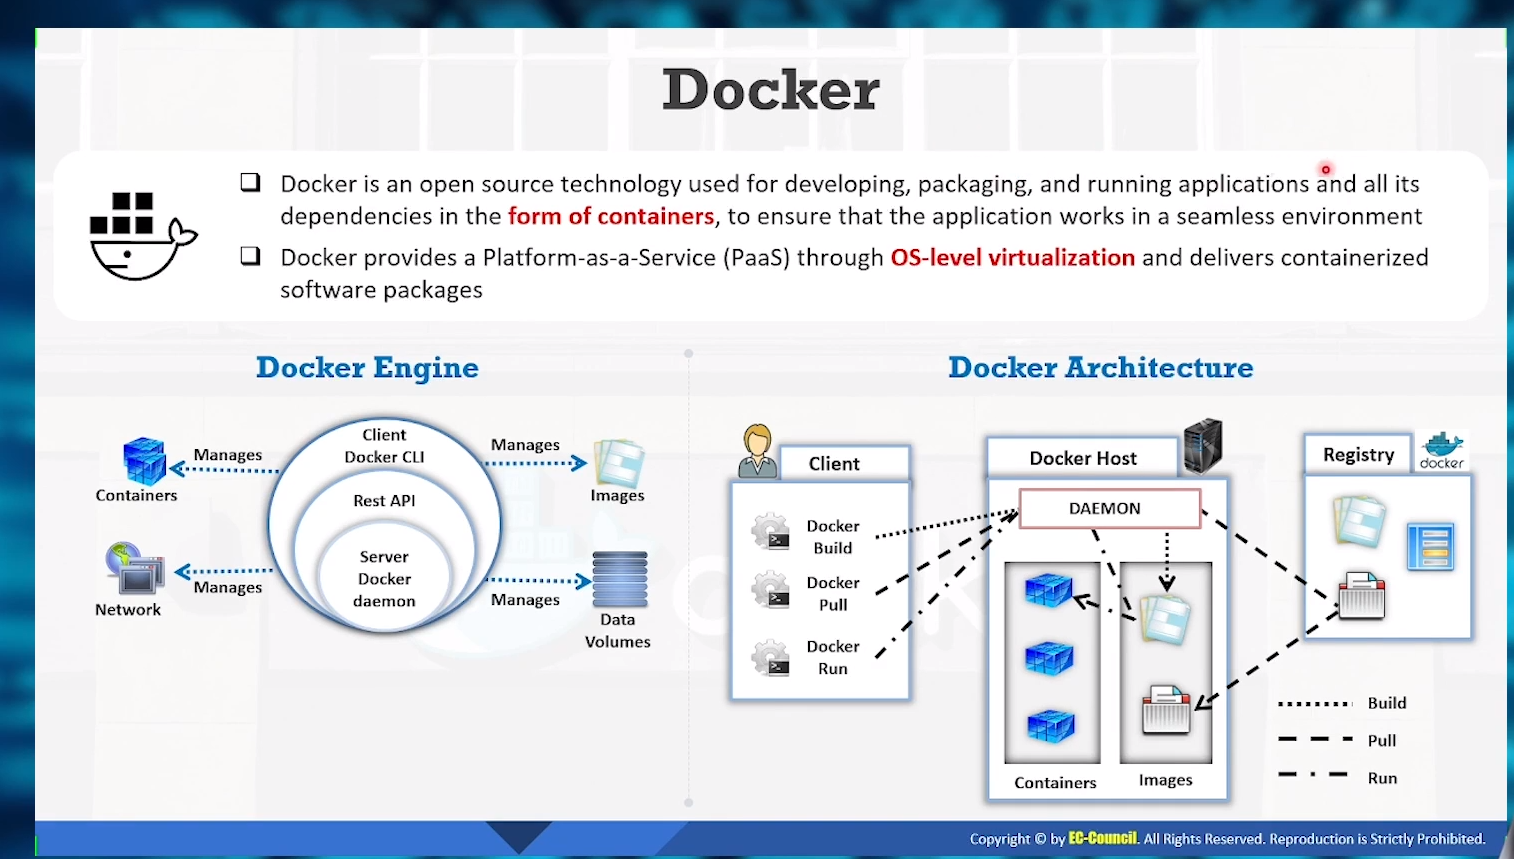 Docker
Docker is an open source technology used for developing, packaging, and running applications and all its
dependencies in the form of containers, to ensure that the application works in a seamless environment
Docker provides a Platform-as-a-Service (PaaS) through OS-level virtualization and delivers containerized
software packages
Docker Engine
Client
Docker CLI
Rest API
Server
Docker
daemon
Manages
Containers
Manages
Network
Manages
Images
Manages
Data
Volumes
Docker Architecture
Client
Docker
Build
Docker
Pull
Docker
Run
Docker Host
DAEMON
Containers
Images
Registry
docker
Build
Pull
Run
Copyright © by EC-Council. All Rights Reserved. Reproduction is Strictly Prohibited.